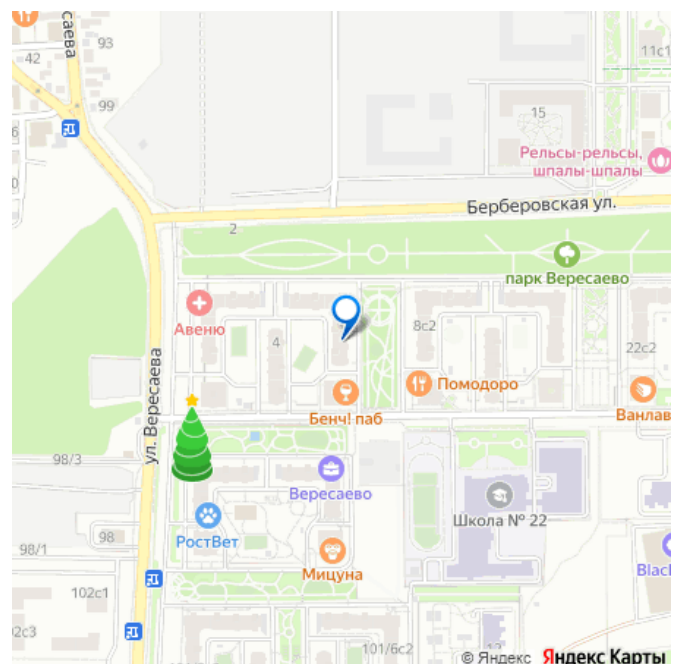 саева
93
42
99
11с1
15
6
0
Рельсы-рельсы,
шпалы-шпалы
Берберовская ул.
2
парк Вересаево
Авеню
4
8с2
22с2
ул. Вересаева
Помодоро
Бенч! паб
Ванлав
98/3
Вересаево
Школа № 22
98
РостВет
98/1
Мицуна
Blac
102с1
2с3
101/6с2
© Яндекс Яндекс Карты